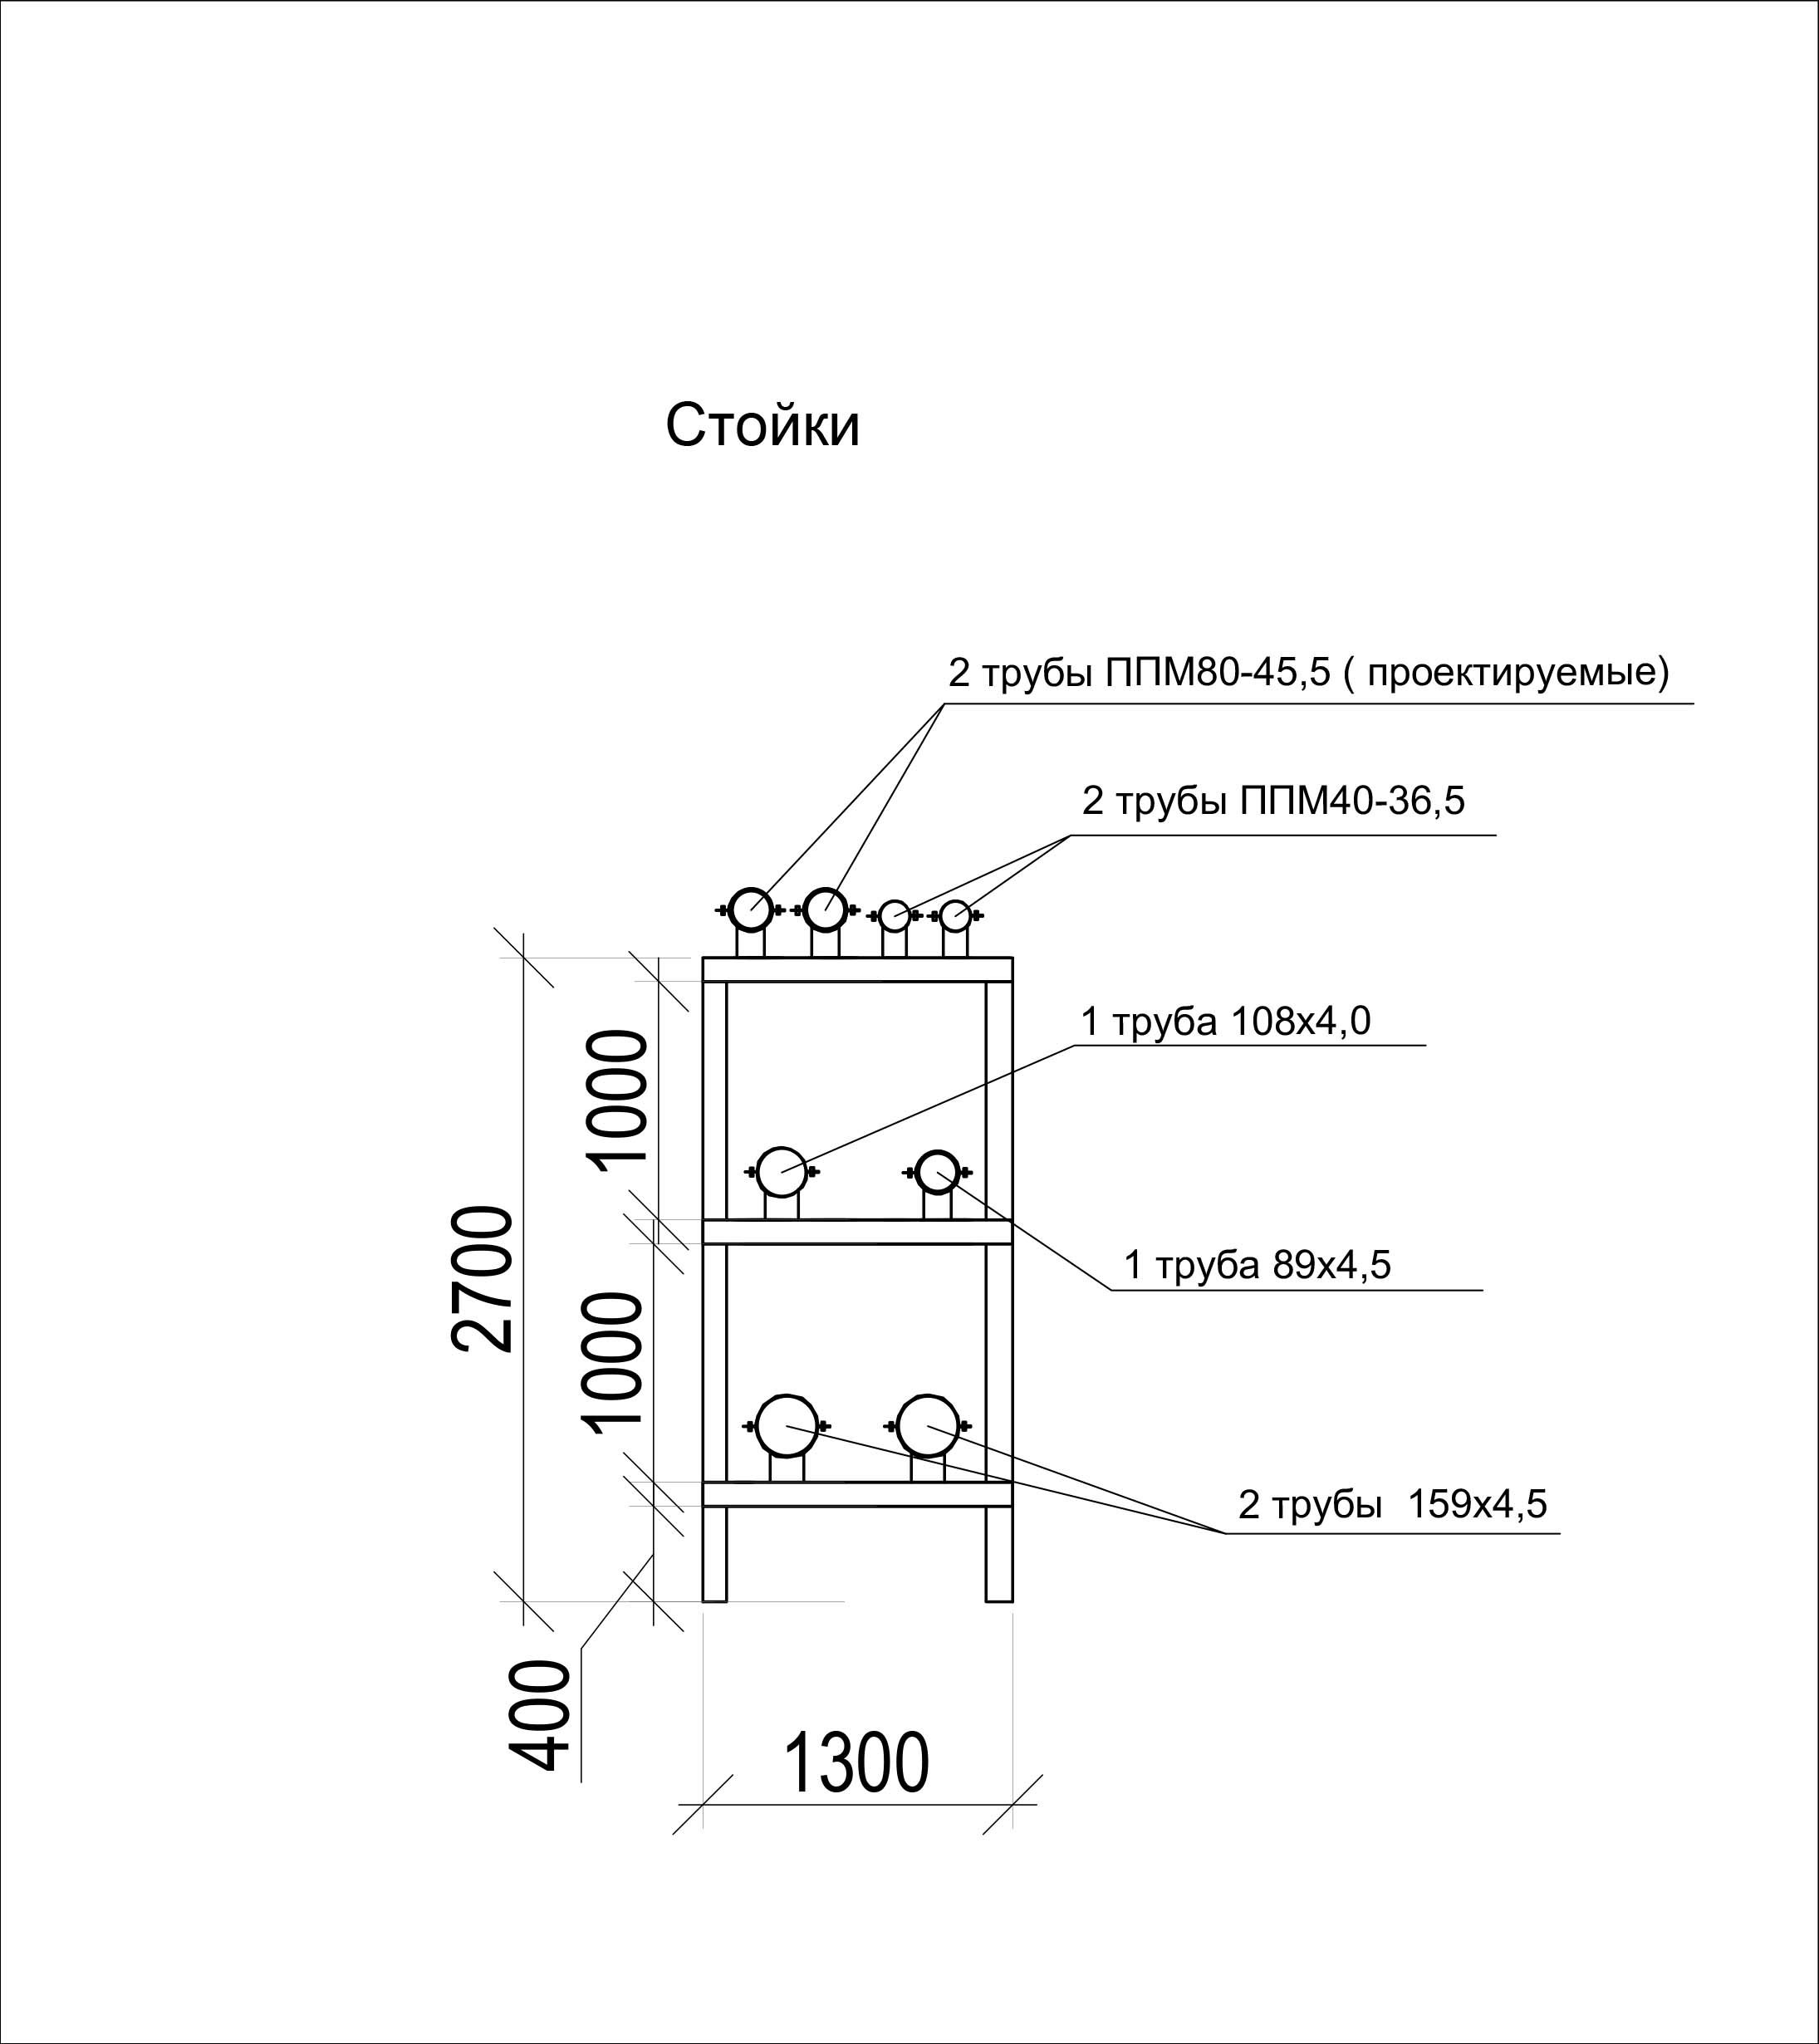 Стойки
2 трубы ППМ80-45,5 ( проектируемые)
2 трубы ППМ40-36,5
1 труба 108х4,0
1000
1 труба 89х4,5
2700
1000
2 трубы  159х4,5
400
1300